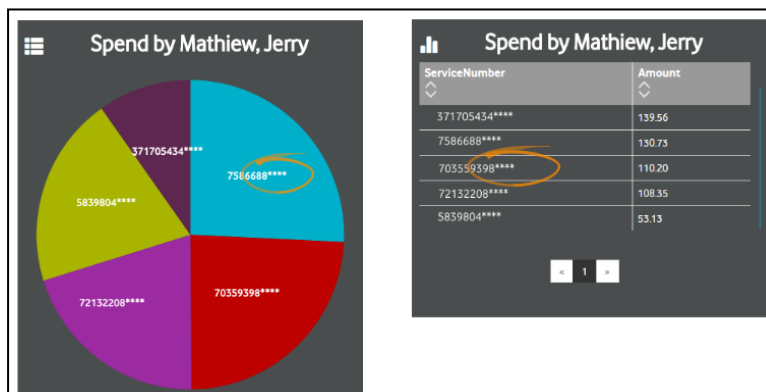 Spend by Mathiew, Jerry
371705434****
7586688****
5839804****
70359398****
72132208****
Spend by Mathiew, Jerry
ServiceNumber Amount
371705434**** 139.56
7586688**** 130.73
703559398**** 110.20
72132208**** 108.35
5839804**** 53.13
« 1 »